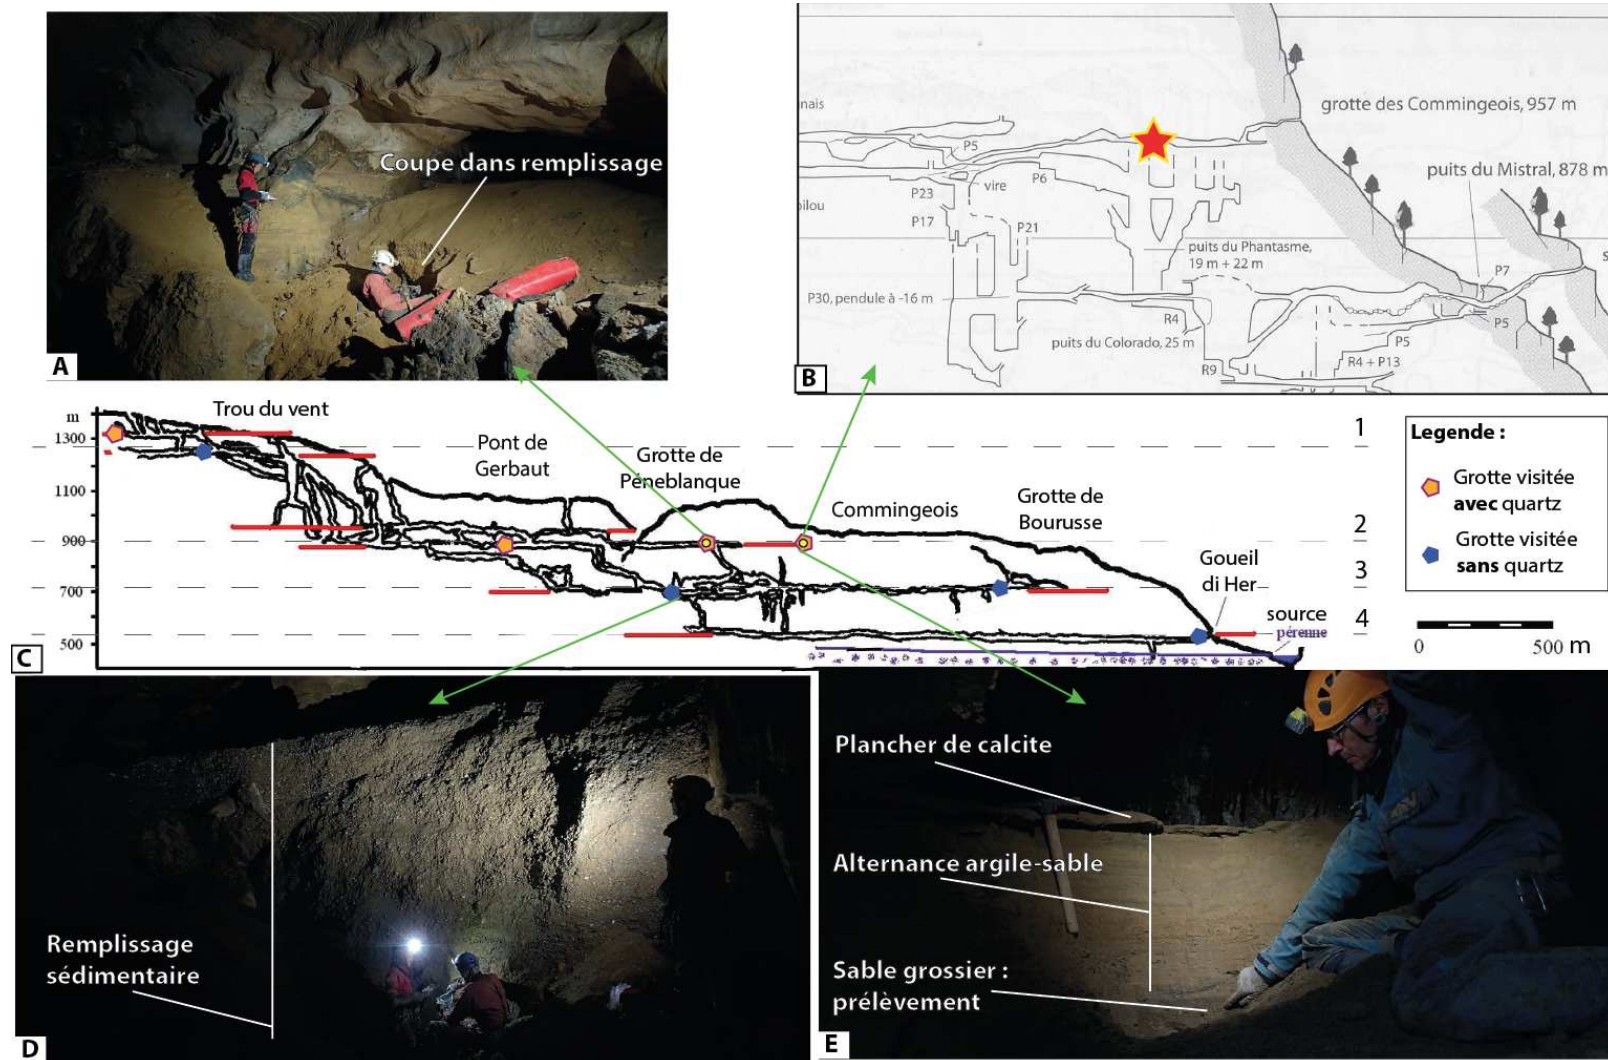 Coupe dans remplissage
A
nais
P5
P23
vire
P6
pilou
P17
P21
grotte des Commingeois, 957 m
puits du Mistral, 878 m
puits du Phantasme,
19 m + 22 m
P7
P30, pendule à -16 m
R4
P5
puits du Colorado, 25 m
P5
R9
R4 + P13
s
B
m
1300
1100
900
700
500
Trou du vent
Pont de
Gerbaut
Grotte de
Péneblanque
Commingeois
Grotte de
Bourusse
Goueil
di Her
source
pérenne
1
2
3
4
C
Legende :
Grotte visitée
avec quartz
Grotte visitée
sans quartz
0 500 m
Remplissage
sédimentaire
D
Plancher de calcite
Alternance argile-sable
Sable grossier :
prélèvement
E